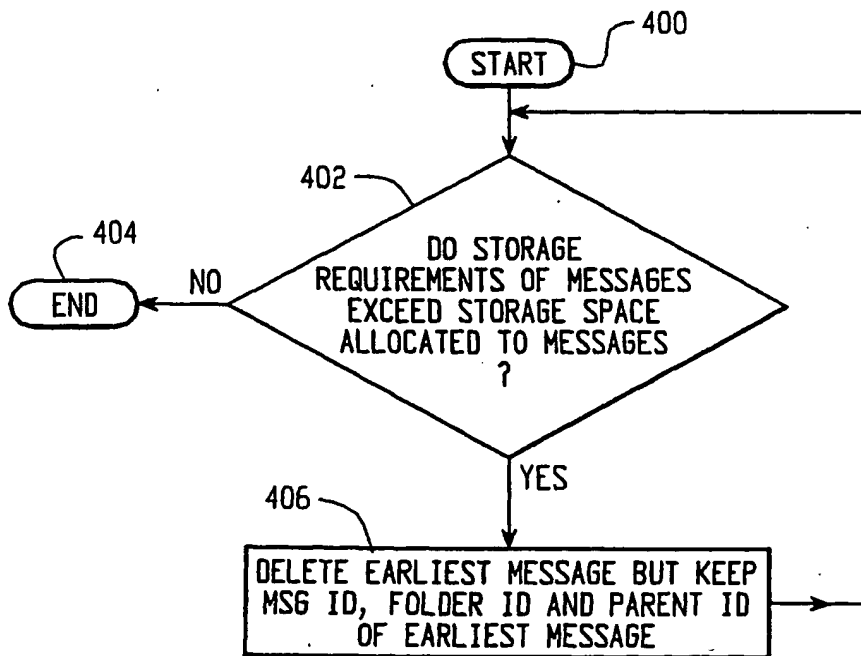 400
START
402
DO STORAGE
REQUIREMENTS OF MESSAGES
EXCEED STORAGE SPACE
ALLOCATED TO MESSAGES
?
404
NO
END
YES
406
DELETE EARLIEST MESSAGE BUT KEEP
MSG ID, FOLDER ID AND PARENT ID
OF EARLIEST MESSAGE